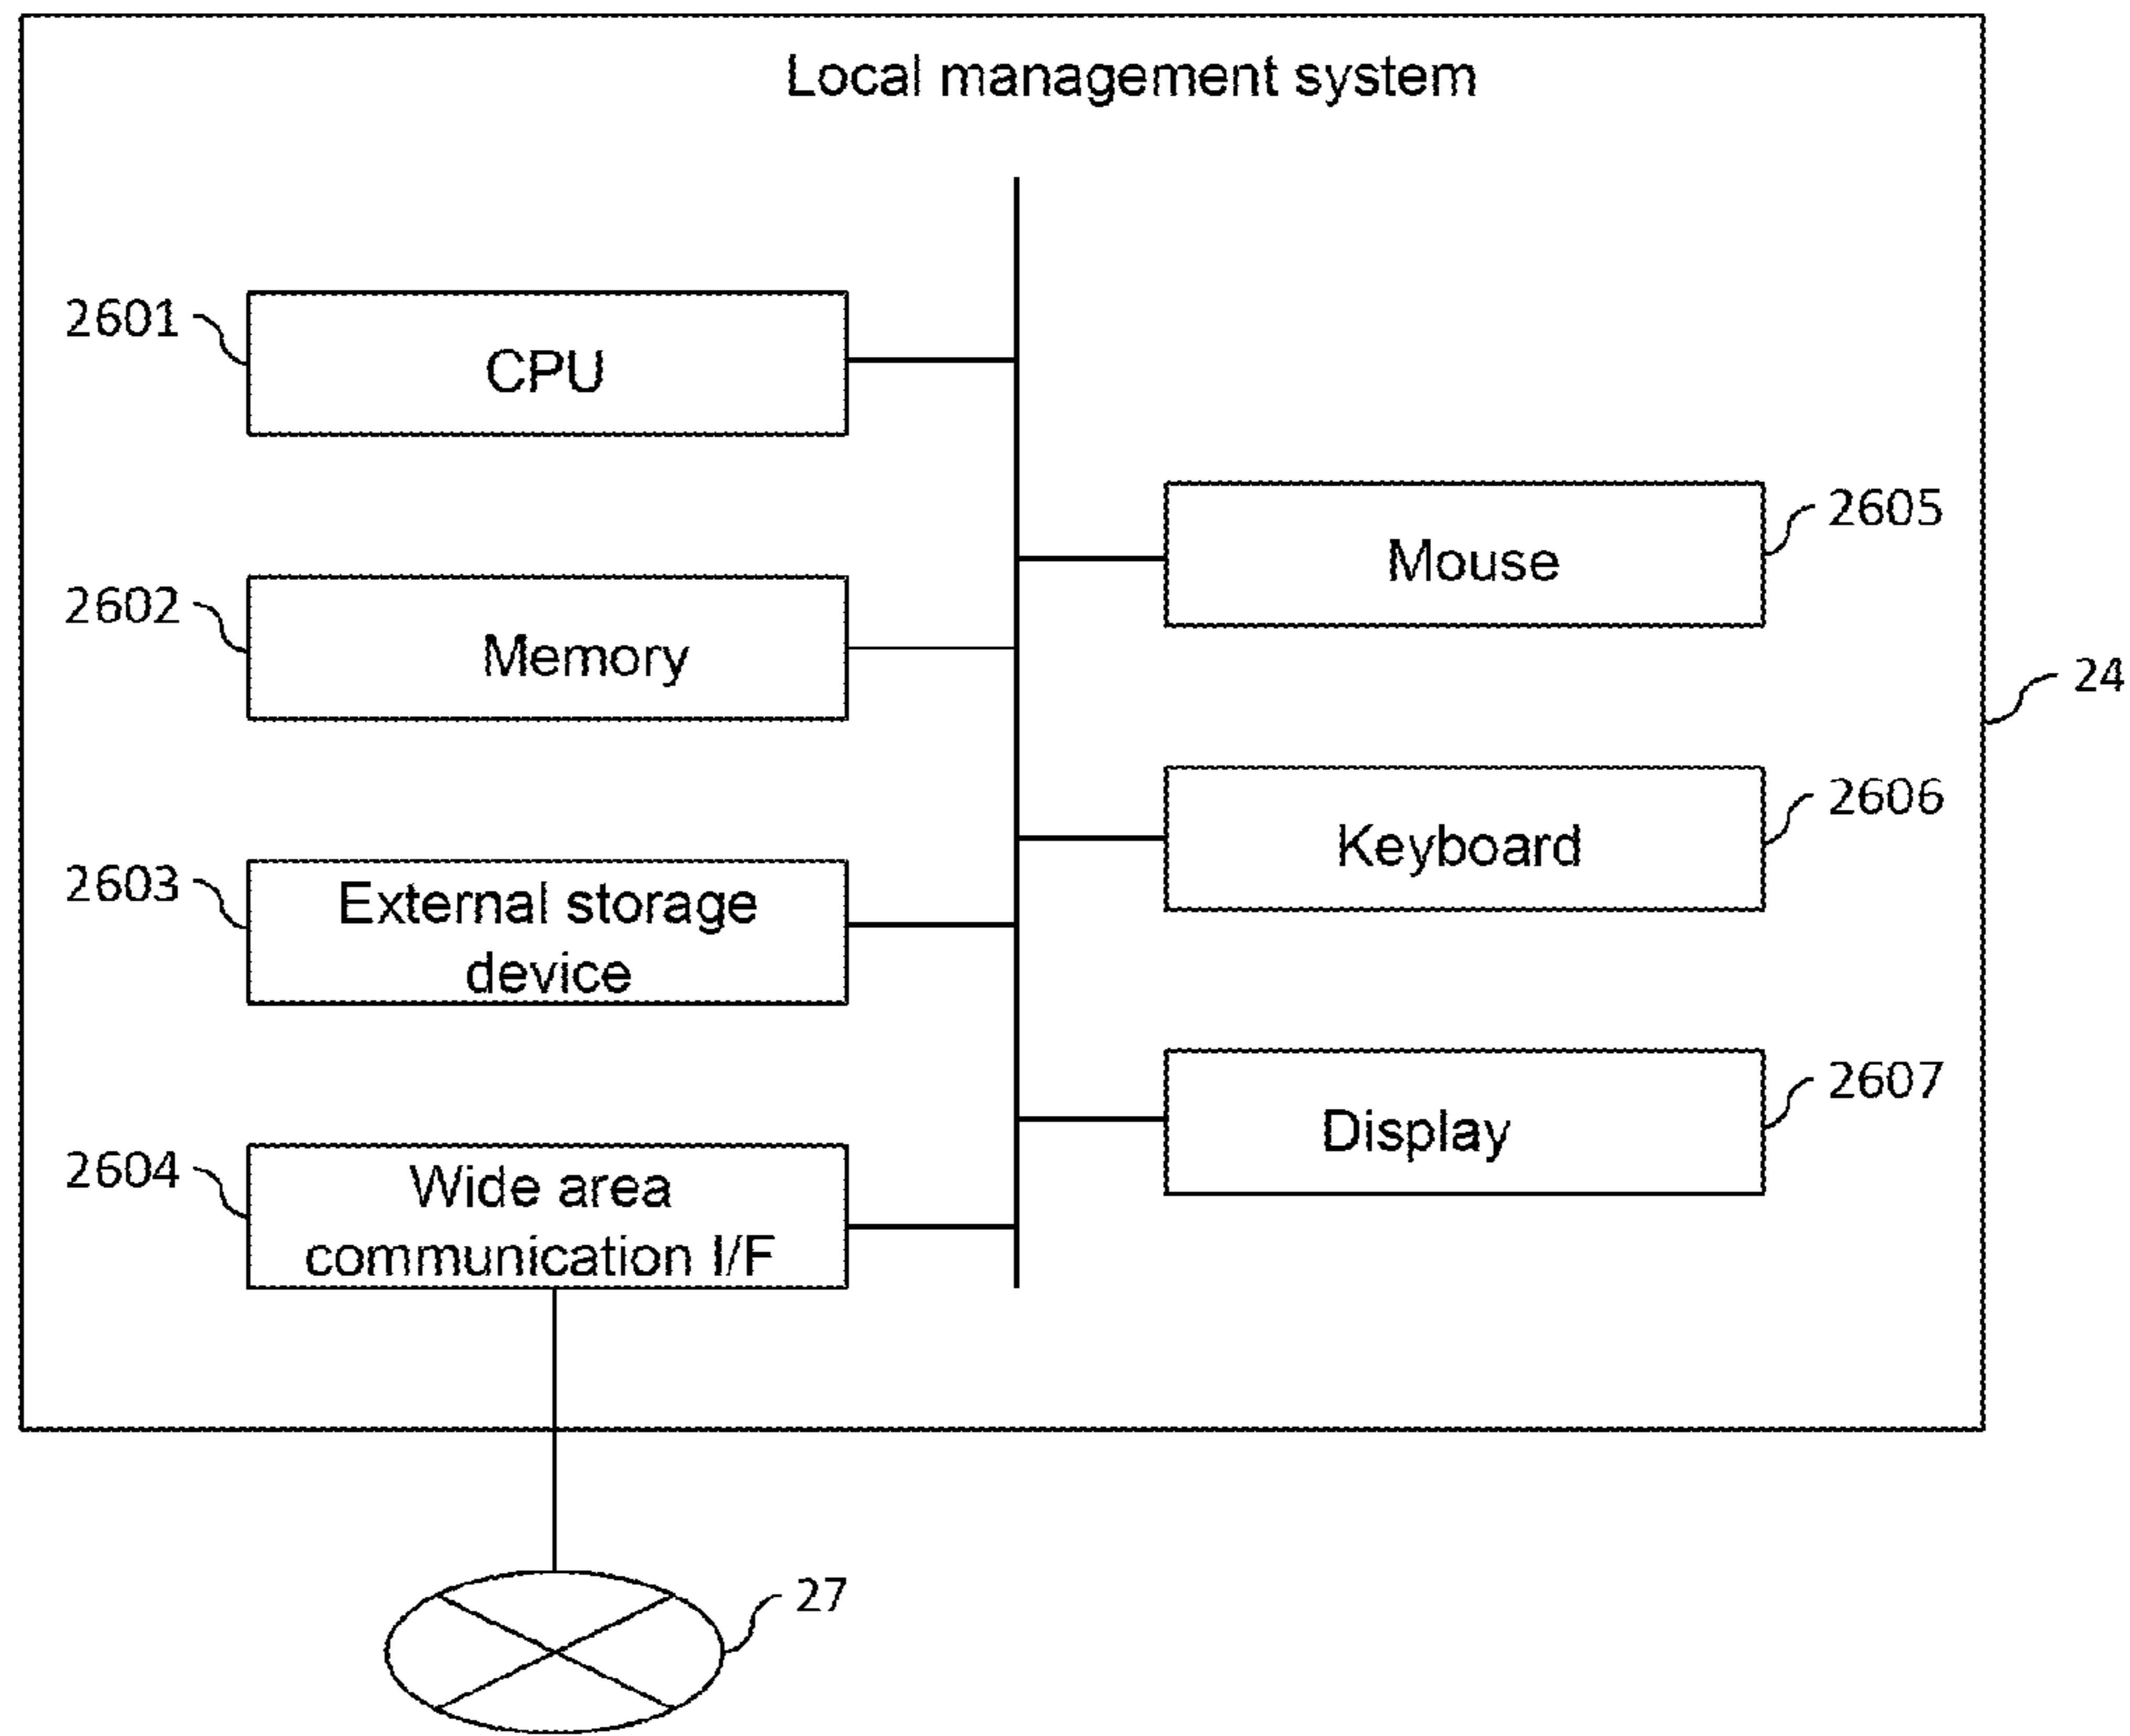 Local management system
2601
CPU
2605
Mouse
2602
Memory
24
2606
Keyboard
2603
External storage
device
2607
Display
2604
Wide area
communication I/F
27